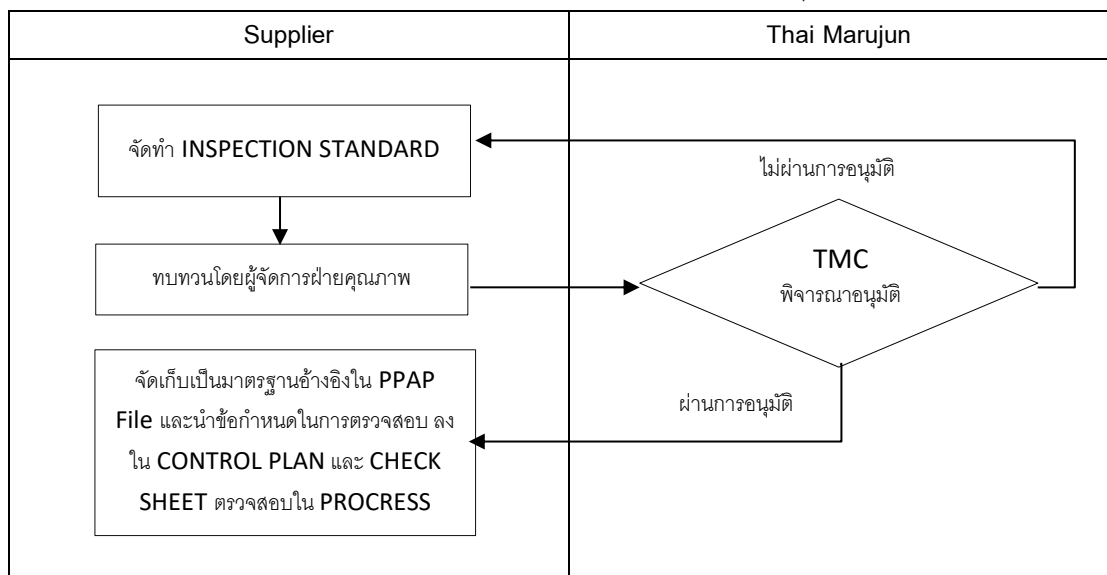 Supplier
Thai Marujun
จัดทำ INSPECTION STANDARD
ไม่ผ่านการอนุมัติ
TMC
พิจารณาอนุมัติ
ทบทวนโดยผู้จัดการฝ่ายคุณภาพ
จัดเก็บเป็นมาตรฐานอ้างอิงใน PPAP
File และนำข้อกำหนดในการตรวจสอบ ลง
ใน CONTROL PLAN และ CHECK
SHEET ตรวจสอบใน PROCRESS
ผ่านการอนุมัติ